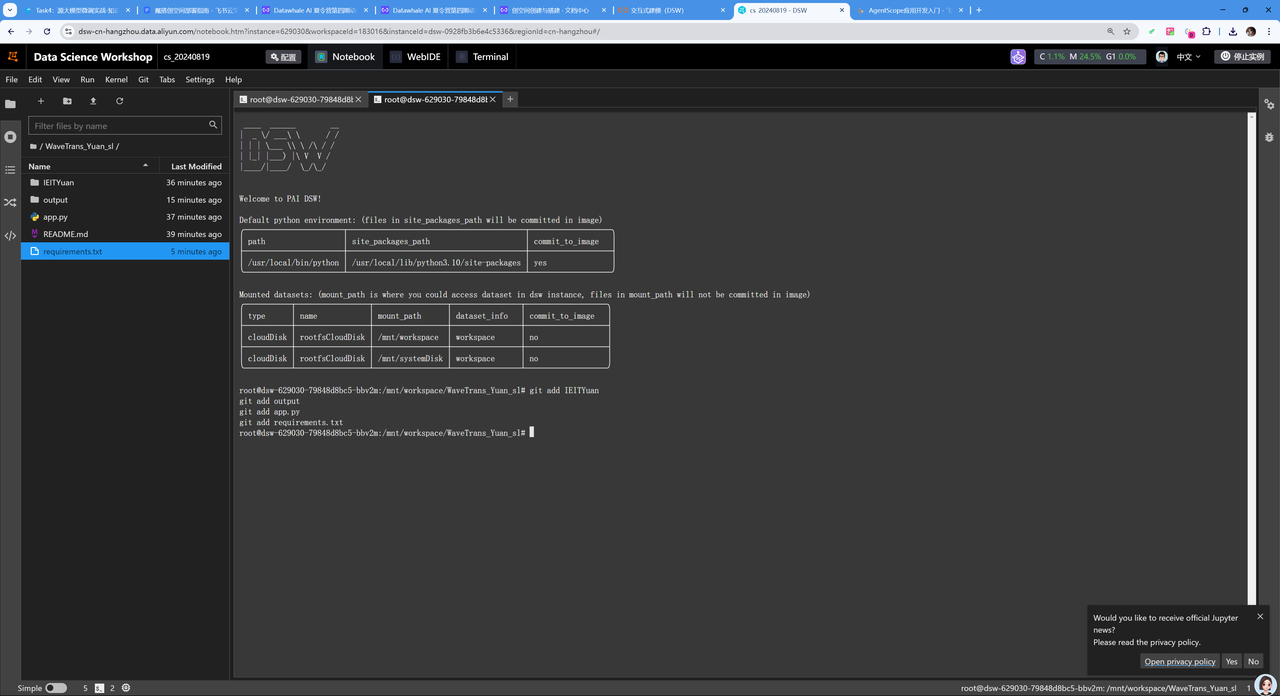 Task4：源大模型微调实战·知识
魔搭创空间部署指南 - 飞书云文
Datawhale AI 夏令营第四期动
Datawhale AI 夏令营第四期动
创空间创建与搭建 · 文档中心
交互式建模（DSW）
cs_20240819 - DSW
AgentScope应用开发入门 - 飞
dsw-cn-hangzhou.data.aliyun.com/notebook.htm?instance=629030&workspaceId=183016&instanceId=dsw-0928fb3b6e4c5336&regionId=cn-hangzhou#/
Data Science Workshop
cs_20240819
配置
Notebook
WebIDE
Terminal
C 1.1% M 24.5% G1 0.0%
中文
停止实例
File Edit View Run Kernel Git Tabs Settings Help
root@dsw-629030-79848d8b
root@dsw-629030-79848d8b
Filter files by name
/ WaveTrans_Yuan_sl /
Name Last Modified
IEITYuan 36 minutes ago
output 15 minutes ago
app.py 37 minutes ago
README.md 39 minutes ago
requirements.txt 5 minutes ago
Welcome to PAI DSW!
Default python environment: (files in site_packages_path will be committed in image)
path site_packages_path commit_to_image
/usr/local/bin/python /usr/local/lib/python3.10/site-packages yes
Mounted datasets: (mount_path is where you could access dataset in dsw instance, files in mount_path will not be committed in image)
type name mount_path dataset_info commit_to_image
cloudDisk rootfsCloudDisk /mnt/workspace workspace no
cloudDisk rootfsCloudDisk /mnt/systemDisk workspace no
root@dsw-629030-79848d8bc5-bbv2m:/mnt/workspace/WaveTrans_Yuan_sl# git add IEITYuan
git add output
git add app.py
git add requirements.txt
root@dsw-629030-79848d8bc5-bbv2m:/mnt/workspace/WaveTrans_Yuan_sl#
Would you like to receive official Jupyter
news?
Please read the privacy policy.
Open privacy policy Yes No
Simple 5 2
root@dsw-629030-79848d8bc5-bbv2m: /mnt/workspace/WaveTrans_Yuan_sl 1